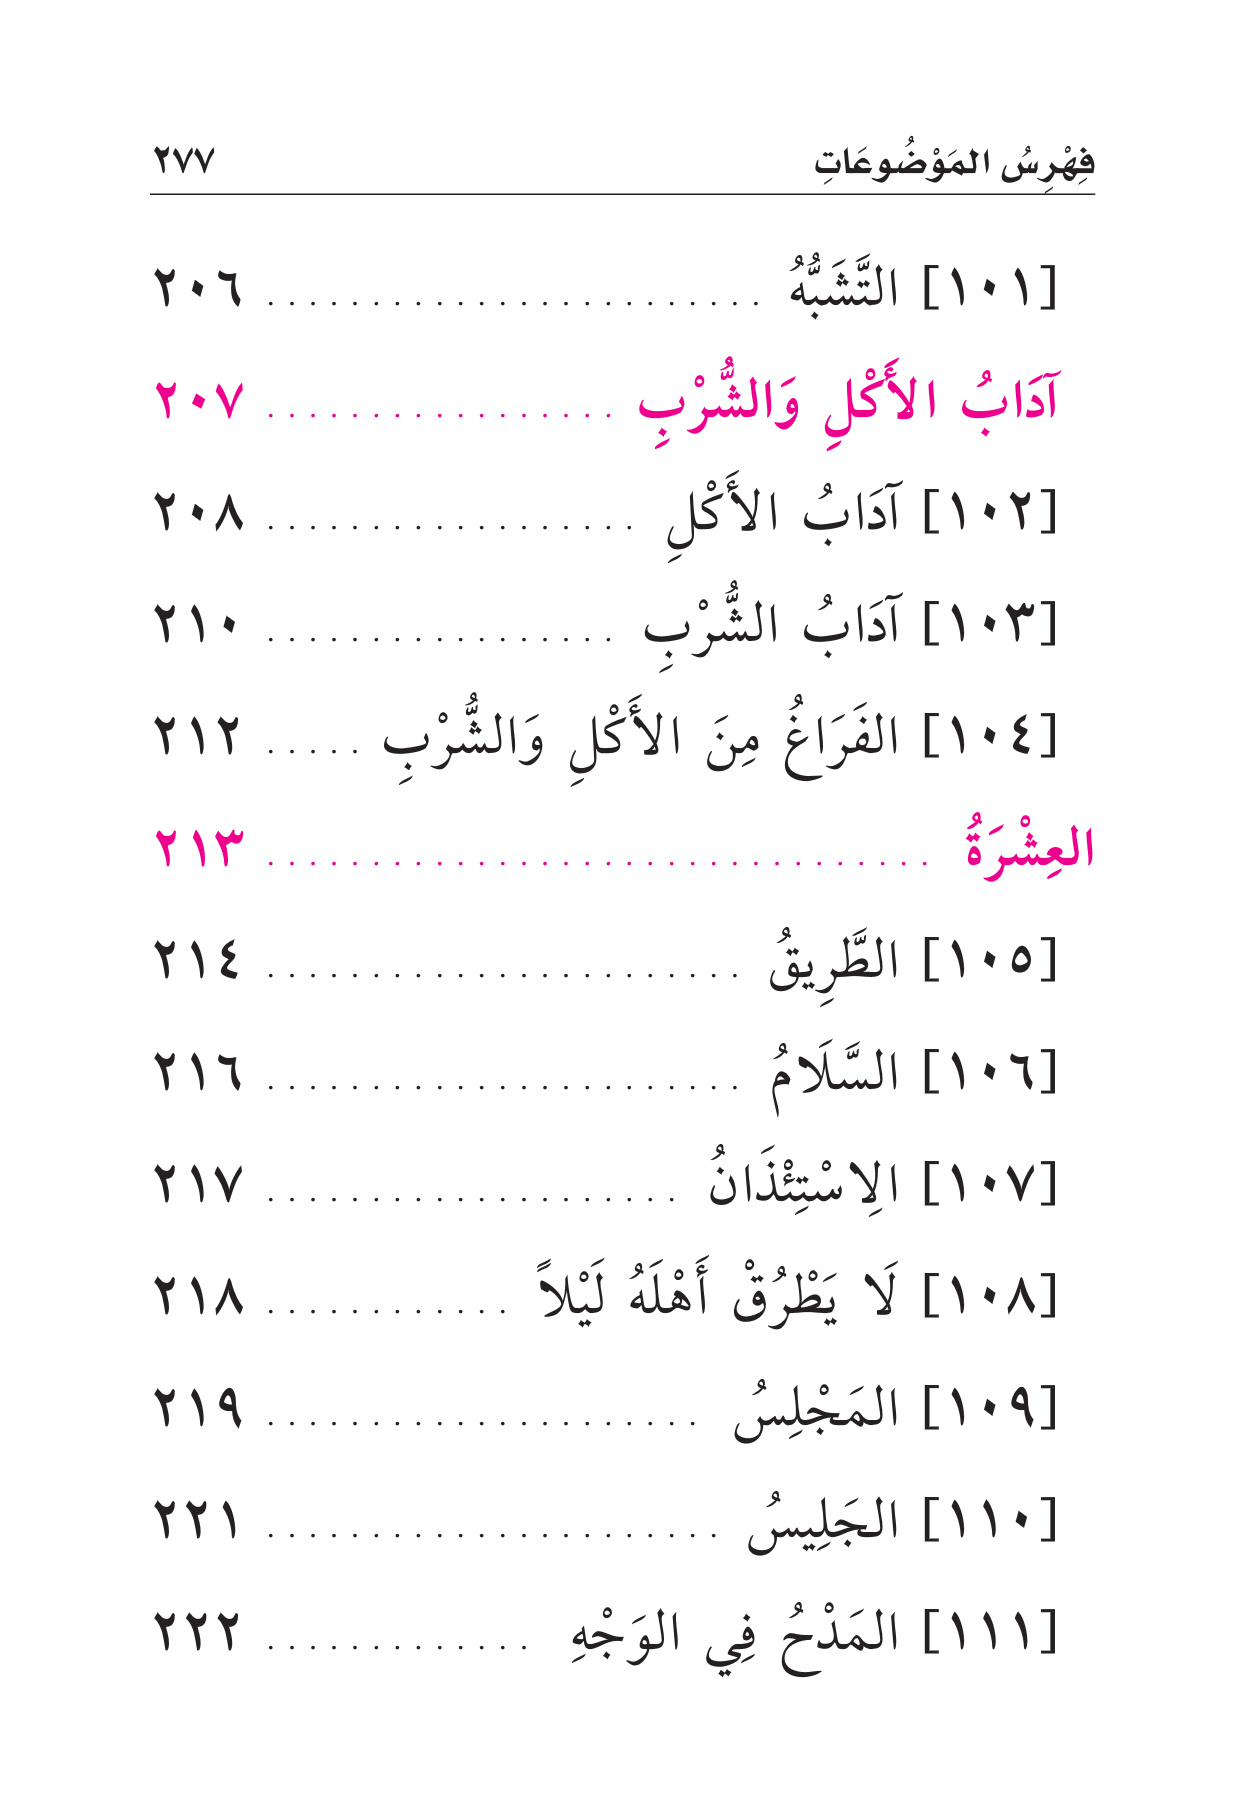 فِهْرِسُ المَوْضُوعَاتِ ٢٧٧
[١٠١] التَّشَبُّهُ . . . . . . . . . . . . . . . . . . . . . . . . ٢٠٦
آدَابُ الأَكْلِ وَالشُّرْبِ . . . . . . . . . . . . . . . . . ٢٠٧
[١٠٢] آدَابُ الأَكْلِ . . . . . . . . . . . . . . . . . . ٢٠٨
[١٠٣] آدَابُ الشُّرْبِ . . . . . . . . . . . . . . . . . ٢١٠
[١٠٤] الفَرَاغُ مِنَ الأَكْلِ وَالشُّرْبِ . . . . . ٢١٢
العِشْرَةُ . . . . . . . . . . . . . . . . . . . . . . . . . . . . . . . . ٢١٣
[١٠٥] الطَّرِيقُ . . . . . . . . . . . . . . . . . . . . . . . ٢١٤
[١٠٦] السَّلَامُ . . . . . . . . . . . . . . . . . . . . . . . ٢١٦
[١٠٧] الِاسْتِئْذَانُ . . . . . . . . . . . . . . . . . . . . ٢١٧
[١٠٨] لَا يَطْرُقْ أَهْلَهُ لَيْلاً . . . . . . . . . . . . ٢١٨
[١٠٩] المَجْلِسُ . . . . . . . . . . . . . . . . . . . . . ٢١٩
[١١٠] الجَلِيسُ . . . . . . . . . . . . . . . . . . . . . . ٢٢١
[١١١] المَدْحُ فِي الوَجْهِ . . . . . . . . . . . . . ٢٢٢